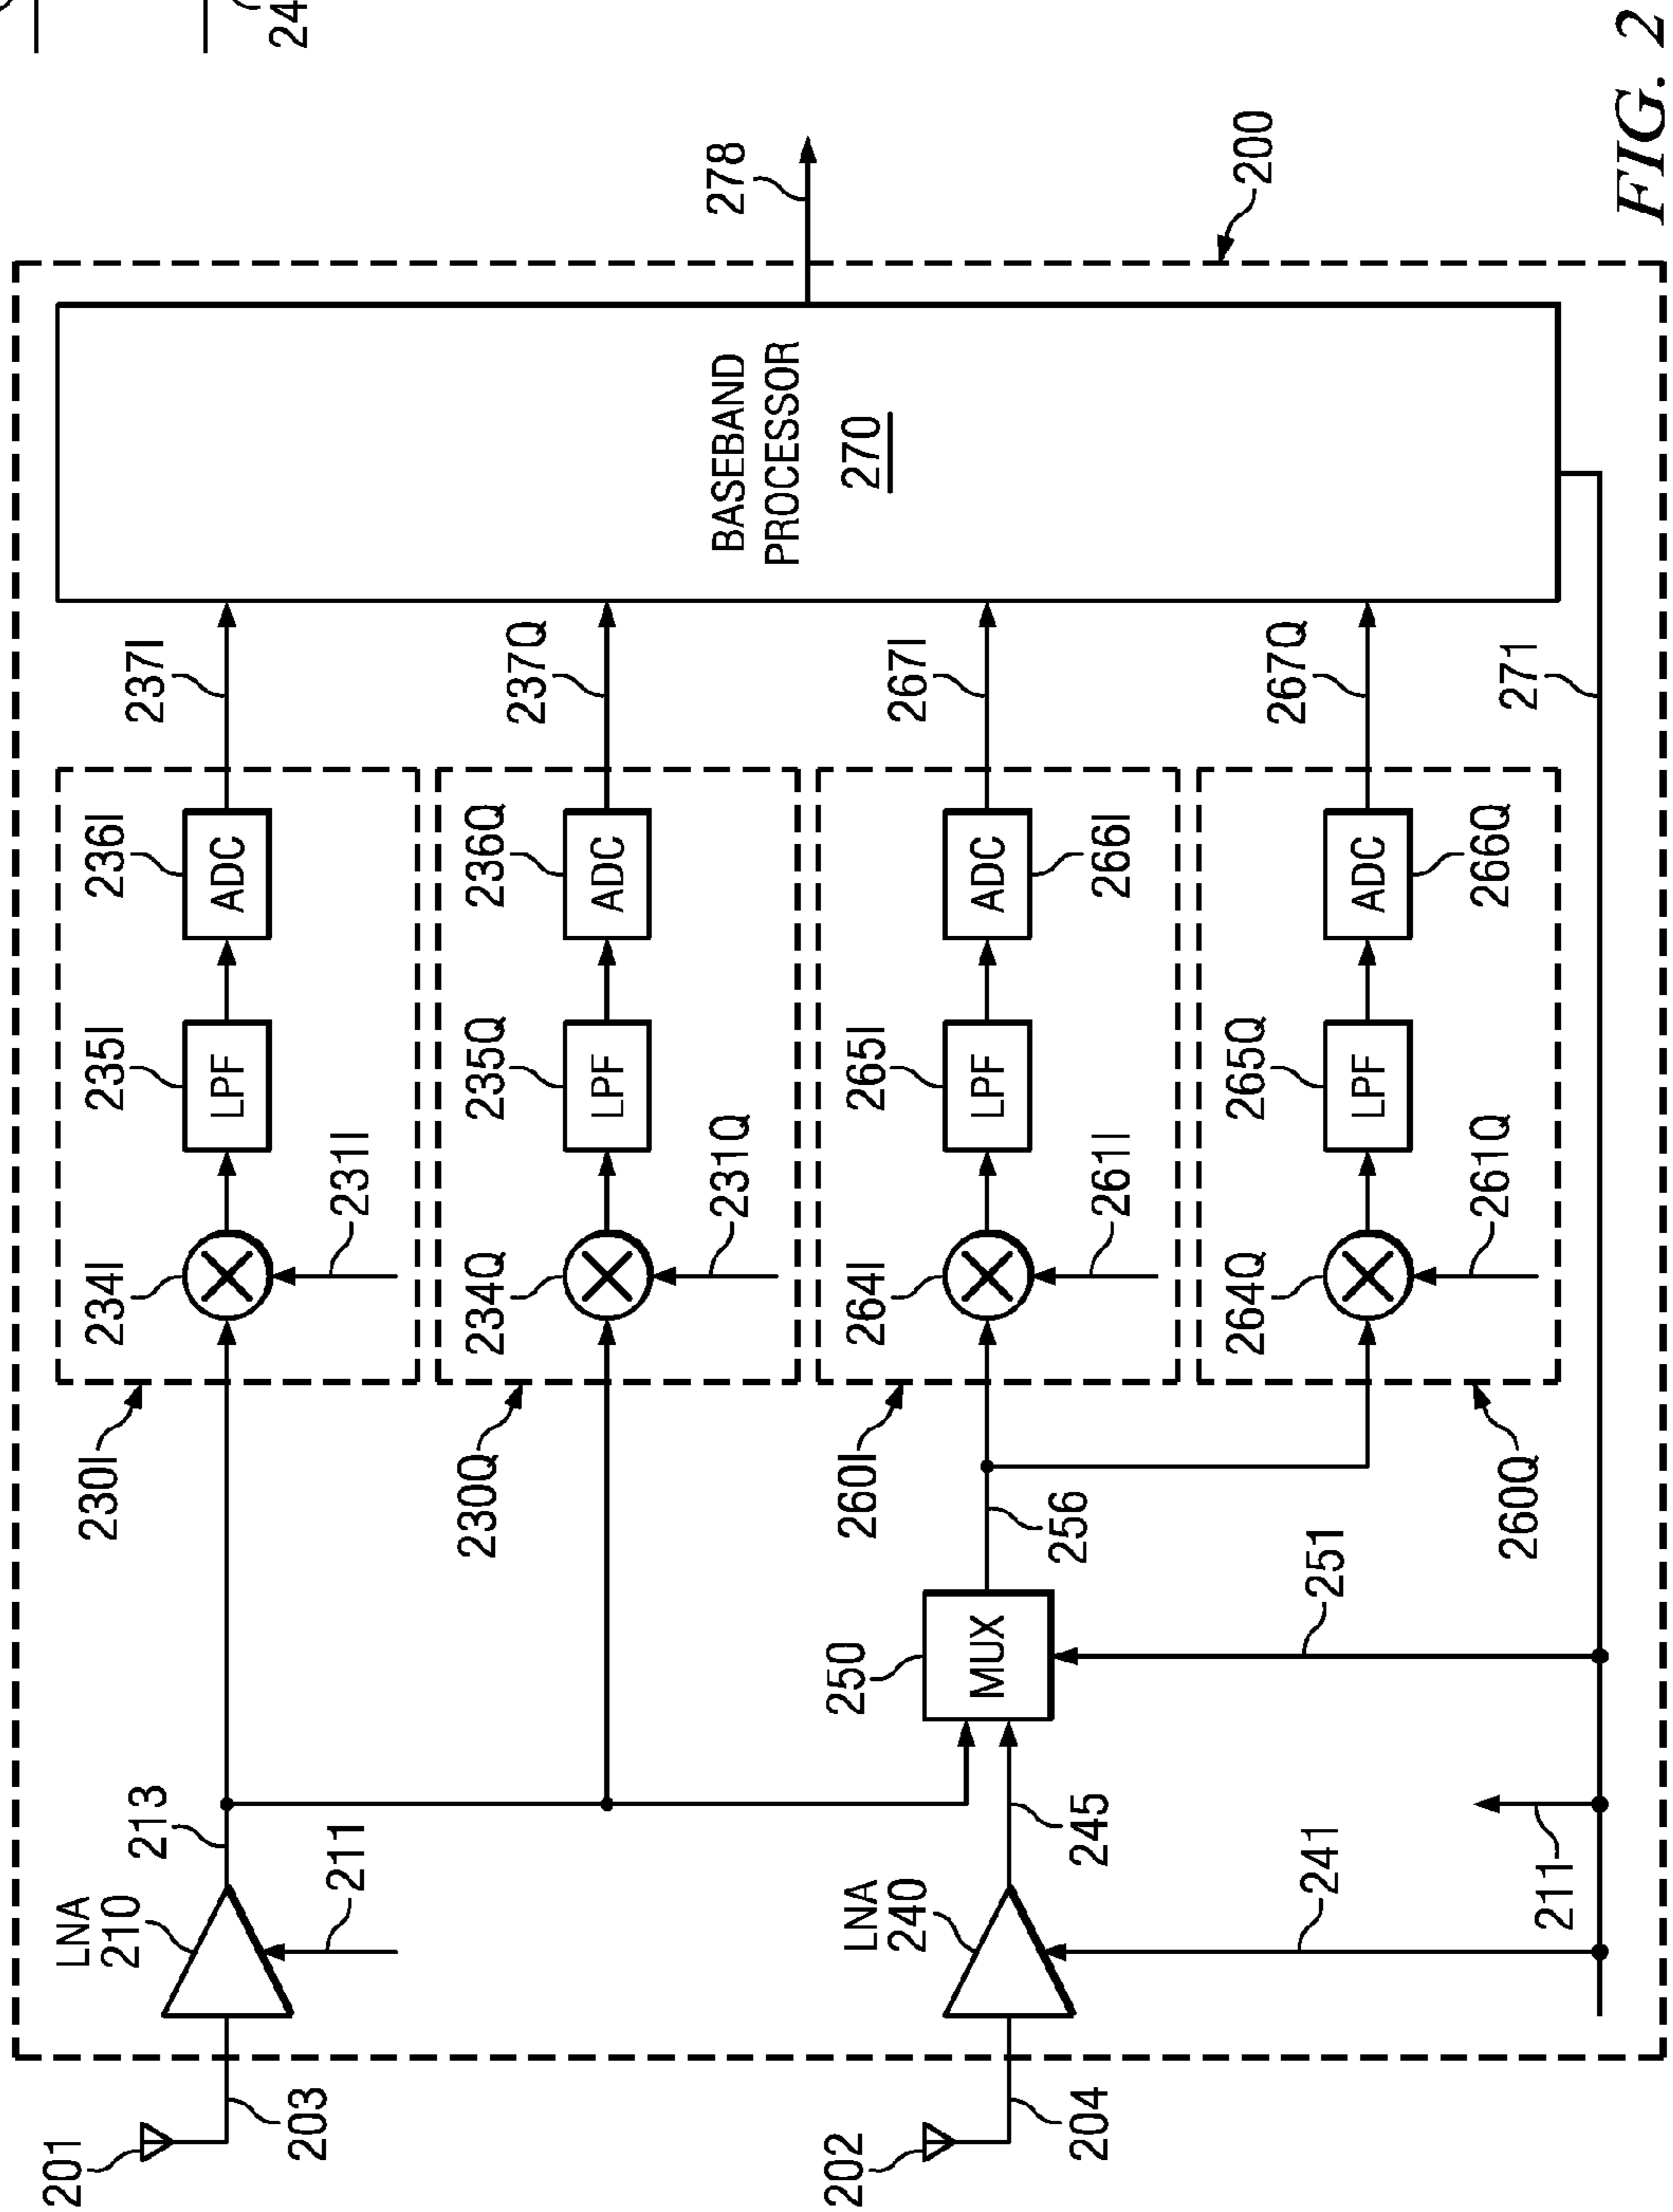 24
201
203
LNA
210
211
213
230I
234I
231I
235I
LPF
236I
ADC
237I
230Q
234Q
231Q
235Q
LPF
236Q
ADC
237Q
202
204
LNA
240
241
245
250
MUX
251
256
260I
264I
261I
265I
LPF
266I
ADC
267I
260Q
264Q
261Q
265Q
LPF
266Q
ADC
267Q
211
271
BASEBAND
PROCESSOR
270
278
200
FIG. 2